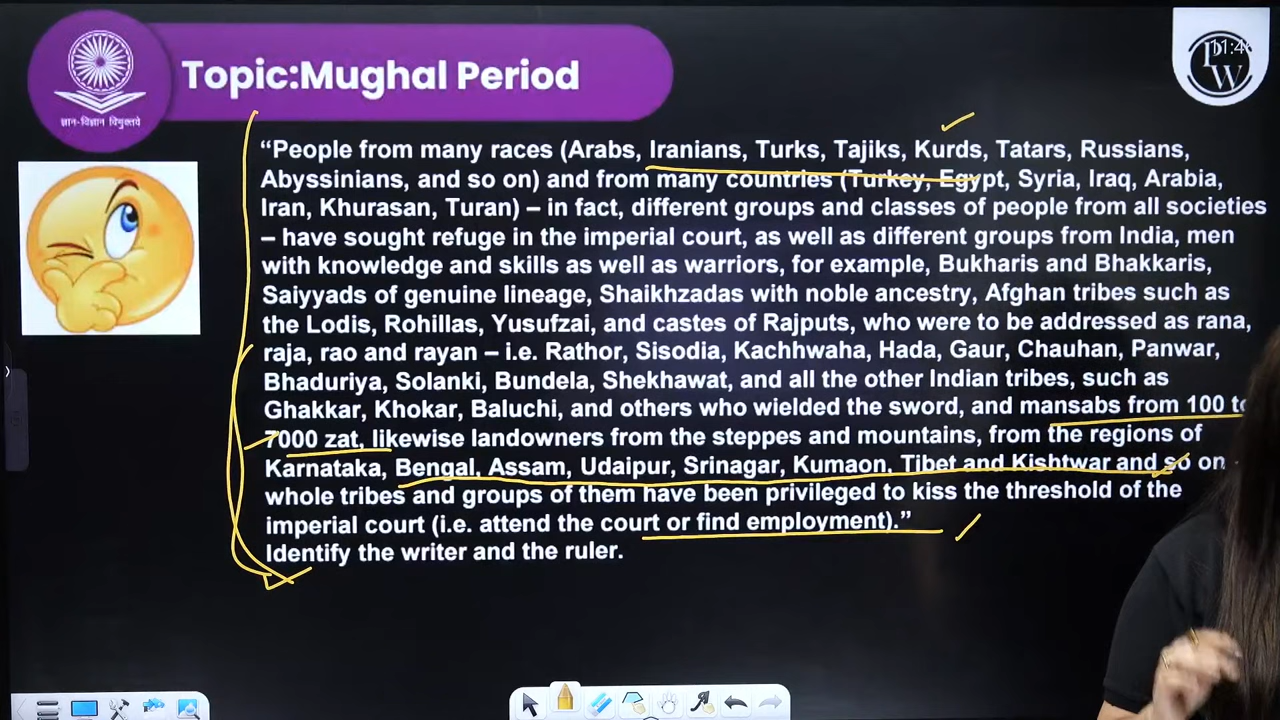 Topic:Mughal Period
ज्ञान-विज्ञान विमुक्तये
PW
“People from many races (Arabs, Iranians, Turks, Tajiks, Kurds, Tatars, Russians,
Abyssinians, and so on) and from many countries (Turkey, Egypt, Syria, Iraq, Arabia,
Iran, Khurasan, Turan) – in fact, different groups and classes of people from all societies
– have sought refuge in the imperial court, as well as different groups from India, men
with knowledge and skills as well as warriors, for example, Bukharis and Bhakkaris,
Saiyyads of genuine lineage, Shaikhzadas with noble ancestry, Afghan tribes such as
the Lodis, Rohillas, Yusufzai, and castes of Rajputs, who were to be addressed as rana,
raja, rao and rayan – i.e. Rathor, Sisodia, Kachhwaha, Hada, Gaur, Chauhan, Panwar,
Bhaduriya, Solanki, Bundela, Shekhawat, and all the other Indian tribes, such as
Ghakkar, Khokar, Baluchi, and others who wielded the sword, and mansabs from 100
7000 zat, likewise landowners from the steppes and mountains, from the regions of
Karnataka, Bengal, Assam, Udaipur, Srinagar, Kumaon, Tibet and Kishtwar and so on
whole tribes and groups of them have been privileged to kiss the threshold of the
imperial court (i.e. attend the court or find employment).”
Identify the writer and the ruler.